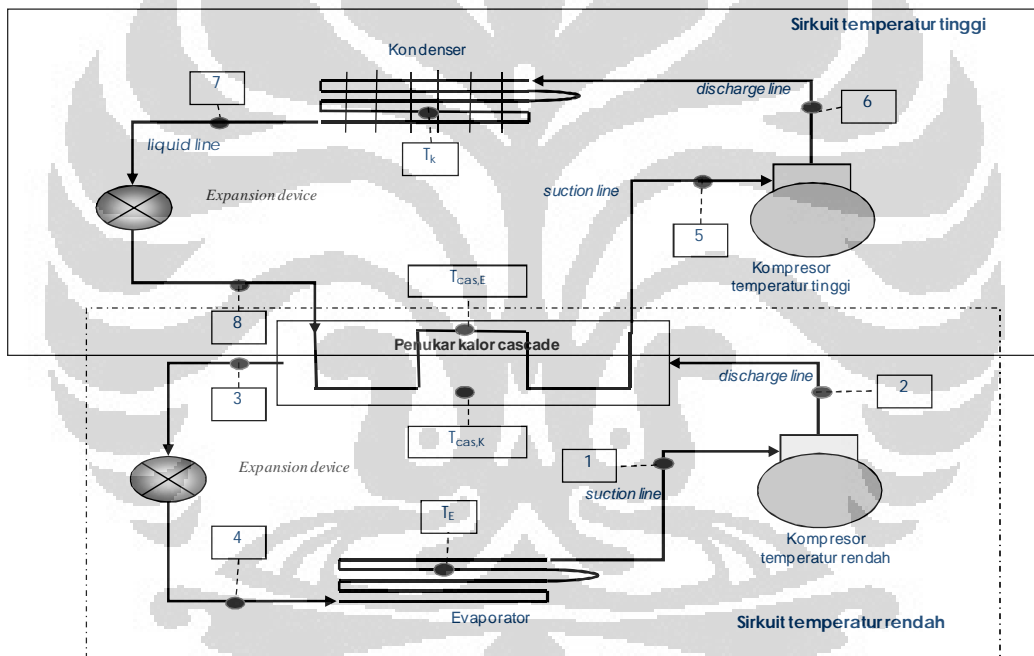 Sirkuit temperatur tinggi
Kondenser
7
discharge line
6
liquid line
Tk
Expansion device
suction line
5
Kompresor
temperatur tinggi
Tcas,E
8
Penukar kalor cascade
3
discharge line
2
Tcas,K
Expansion device
1
suction line
TE
4
Kompresor
temperatur rendah
Evaporator
Sirkuit temperatur rendah